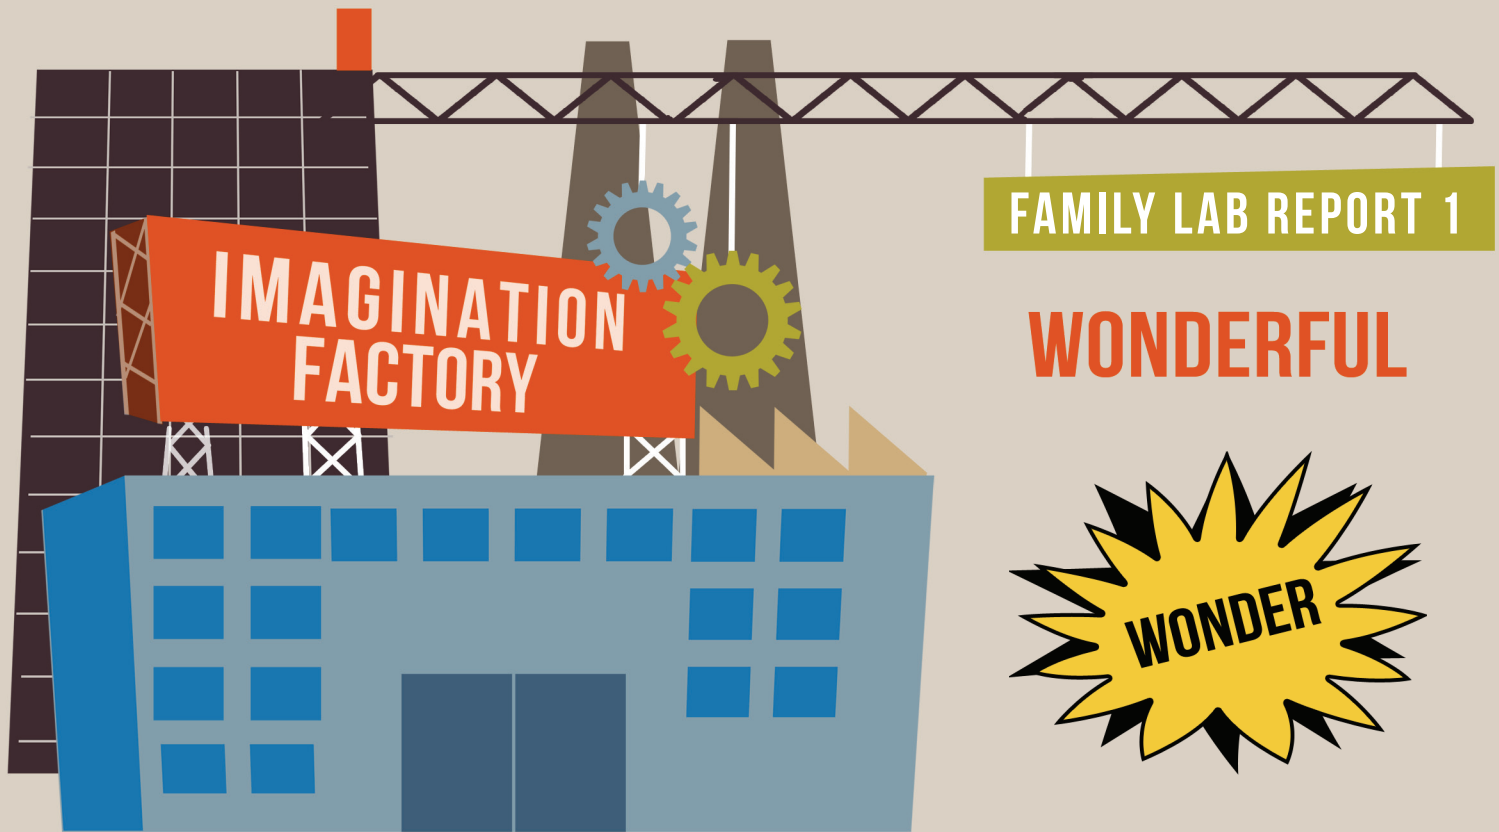 IMAGINATION
FACTORY
FAMILY LAB REPORT 1
WONDERFUL
WONDER